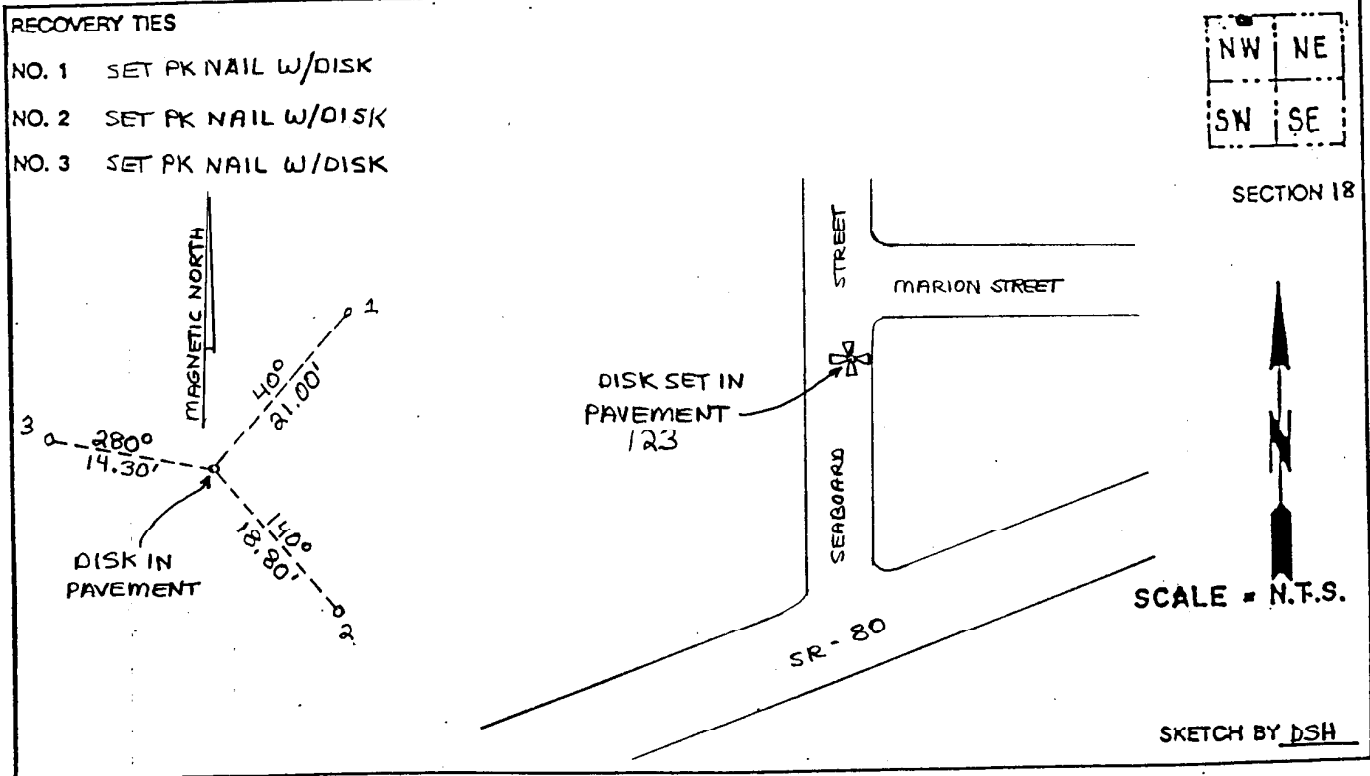 RECOVERY TIES
NO. 1 SET PK NAIL W/DISK
NO. 2 SET PK NAIL W/DISK
NO. 3 SET PK NAIL W/DISK
NW NE
SW SE
SECTION 18
MAGNETIC NORTH
1
40°
21.00'
3
280°
14.30'
140°
18.80'
2
DISK IN
PAVEMENT
STREET
MARION STREET
DISK SET IN
PAVEMENT
123
SEABOARD
SR-80
N
SCALE = N.T.S.
SKETCH BY DSH